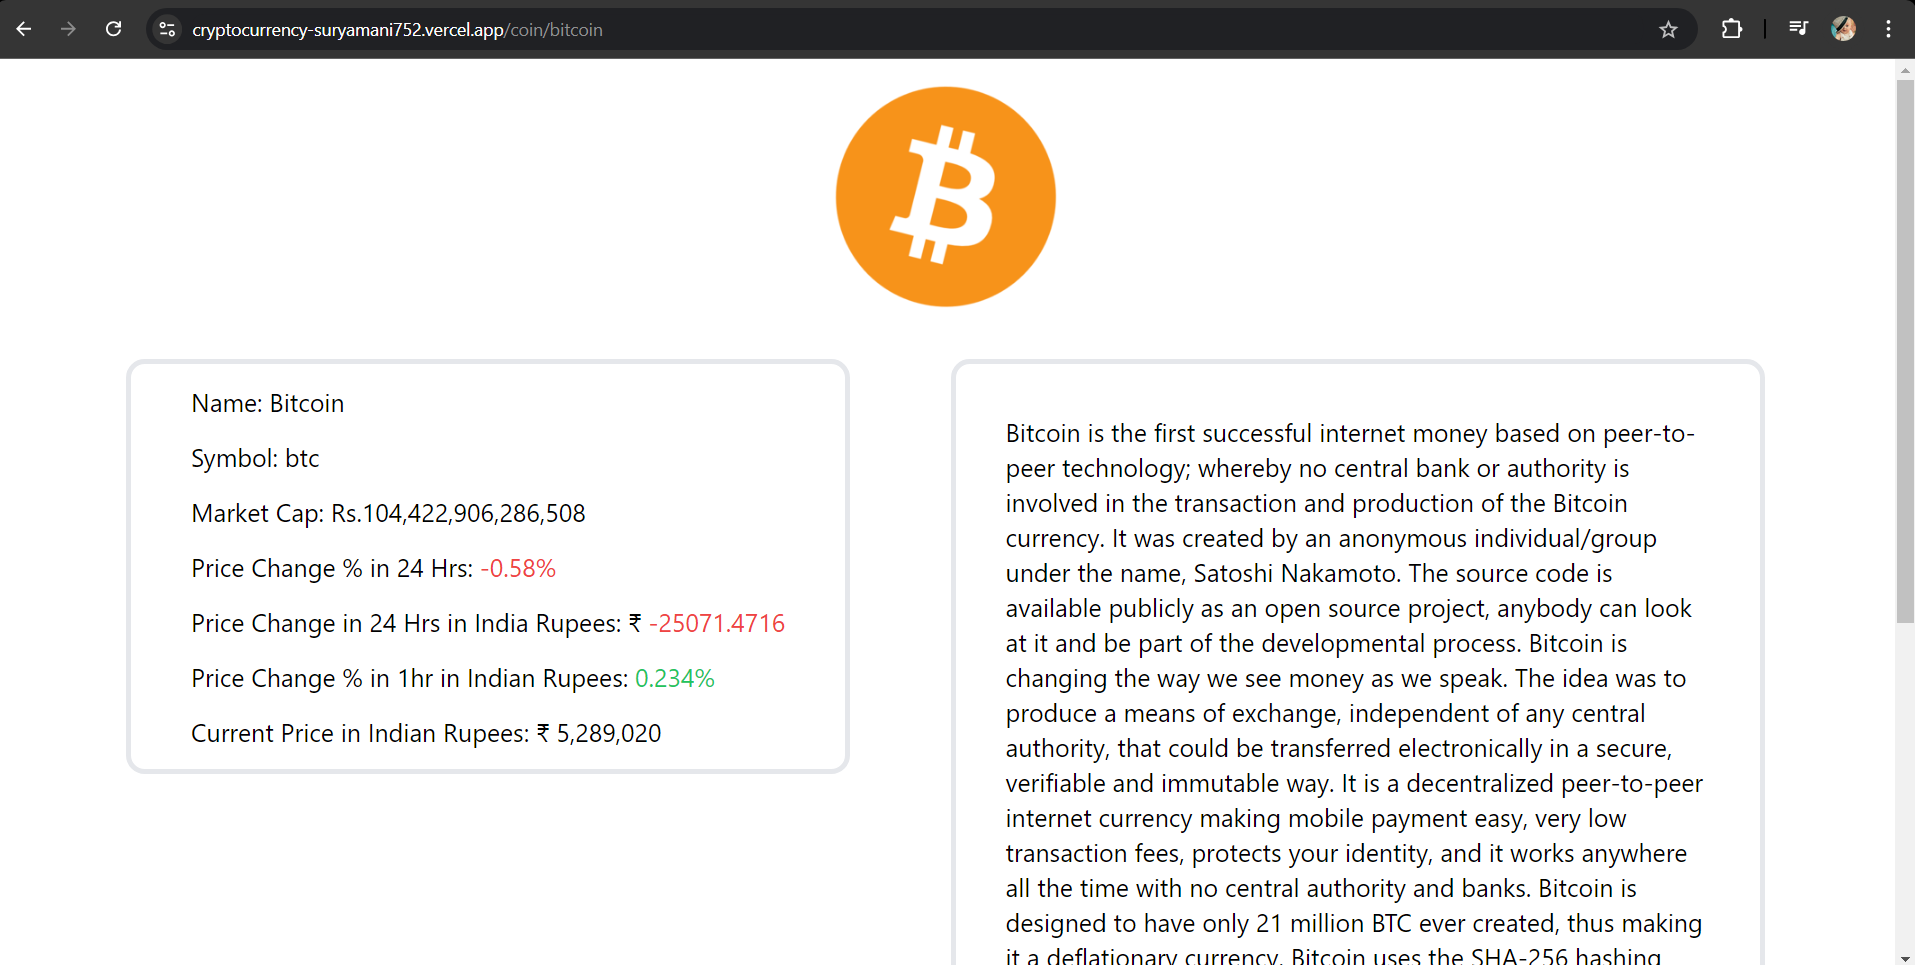 cryptocurrency-suryamani752.vercel.app/coin/bitcoin
Name: Bitcoin
Symbol: btc
Market Cap: Rs.104,422,906,286,508
Price Change % in 24 Hrs: -0.58%
Price Change in 24 Hrs in India Rupees: ₹ -25071.4716
Price Change % in 1hr in Indian Rupees: 0.234%
Current Price in Indian Rupees: ₹ 5,289,020
Bitcoin is the first successful internet money based on peer-to-
peer technology; whereby no central bank or authority is
involved in the transaction and production of the Bitcoin
currency. It was created by an anonymous individual/group
under the name, Satoshi Nakamoto. The source code is
available publicly as an open source project, anybody can look
at it and be part of the developmental process. Bitcoin is
changing the way we see money as we speak. The idea was to
produce a means of exchange, independent of any central
authority, that could be transferred electronically in a secure,
verifiable and immutable way. It is a decentralized peer-to-peer
internet currency making mobile payment easy, very low
transaction fees, protects your identity, and it works anywhere
all the time with no central authority and banks. Bitcoin is
designed to have only 21 million BTC ever created, thus making
it a deflationary currency. Bitcoin uses the SHA-256 hashing